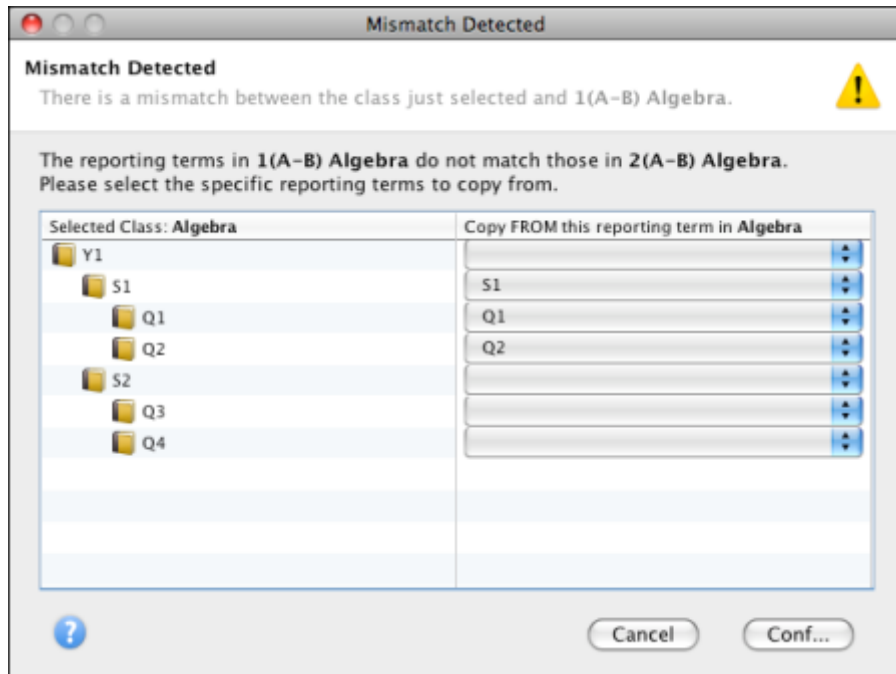 Mismatch Detected
Mismatch Detected
There is a mismatch between the class just selected and 1(A-B) Algebra.
The reporting terms in 1(A-B) Algebra do not match those in 2(A-B) Algebra.
Please select the specific reporting terms to copy from.
Selected Class: Algebra Copy FROM this reporting term in Algebra
Y1
S1 S1
Q1 Q1
Q2 Q2
S2
Q3
Q4
? Cancel Conf...